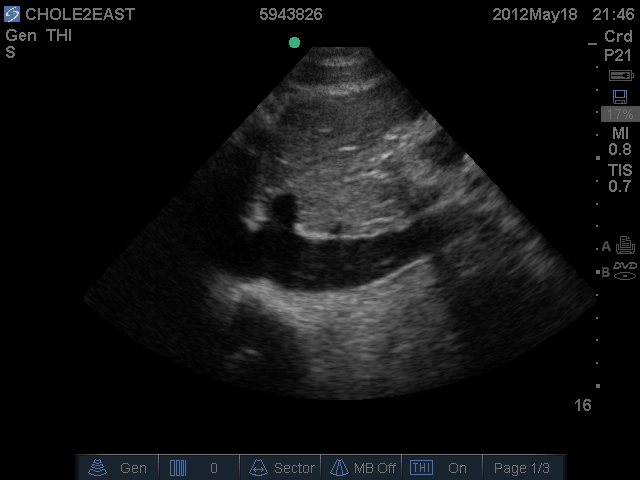 CHOLE2EAST 5943826 2012May18 21:46
Gen THI
S
Crd
P21
17%
MI
0.8
TIS
0.7
A
B DVD
16
Gen 0 Sector MB Off THI On Page 1/3